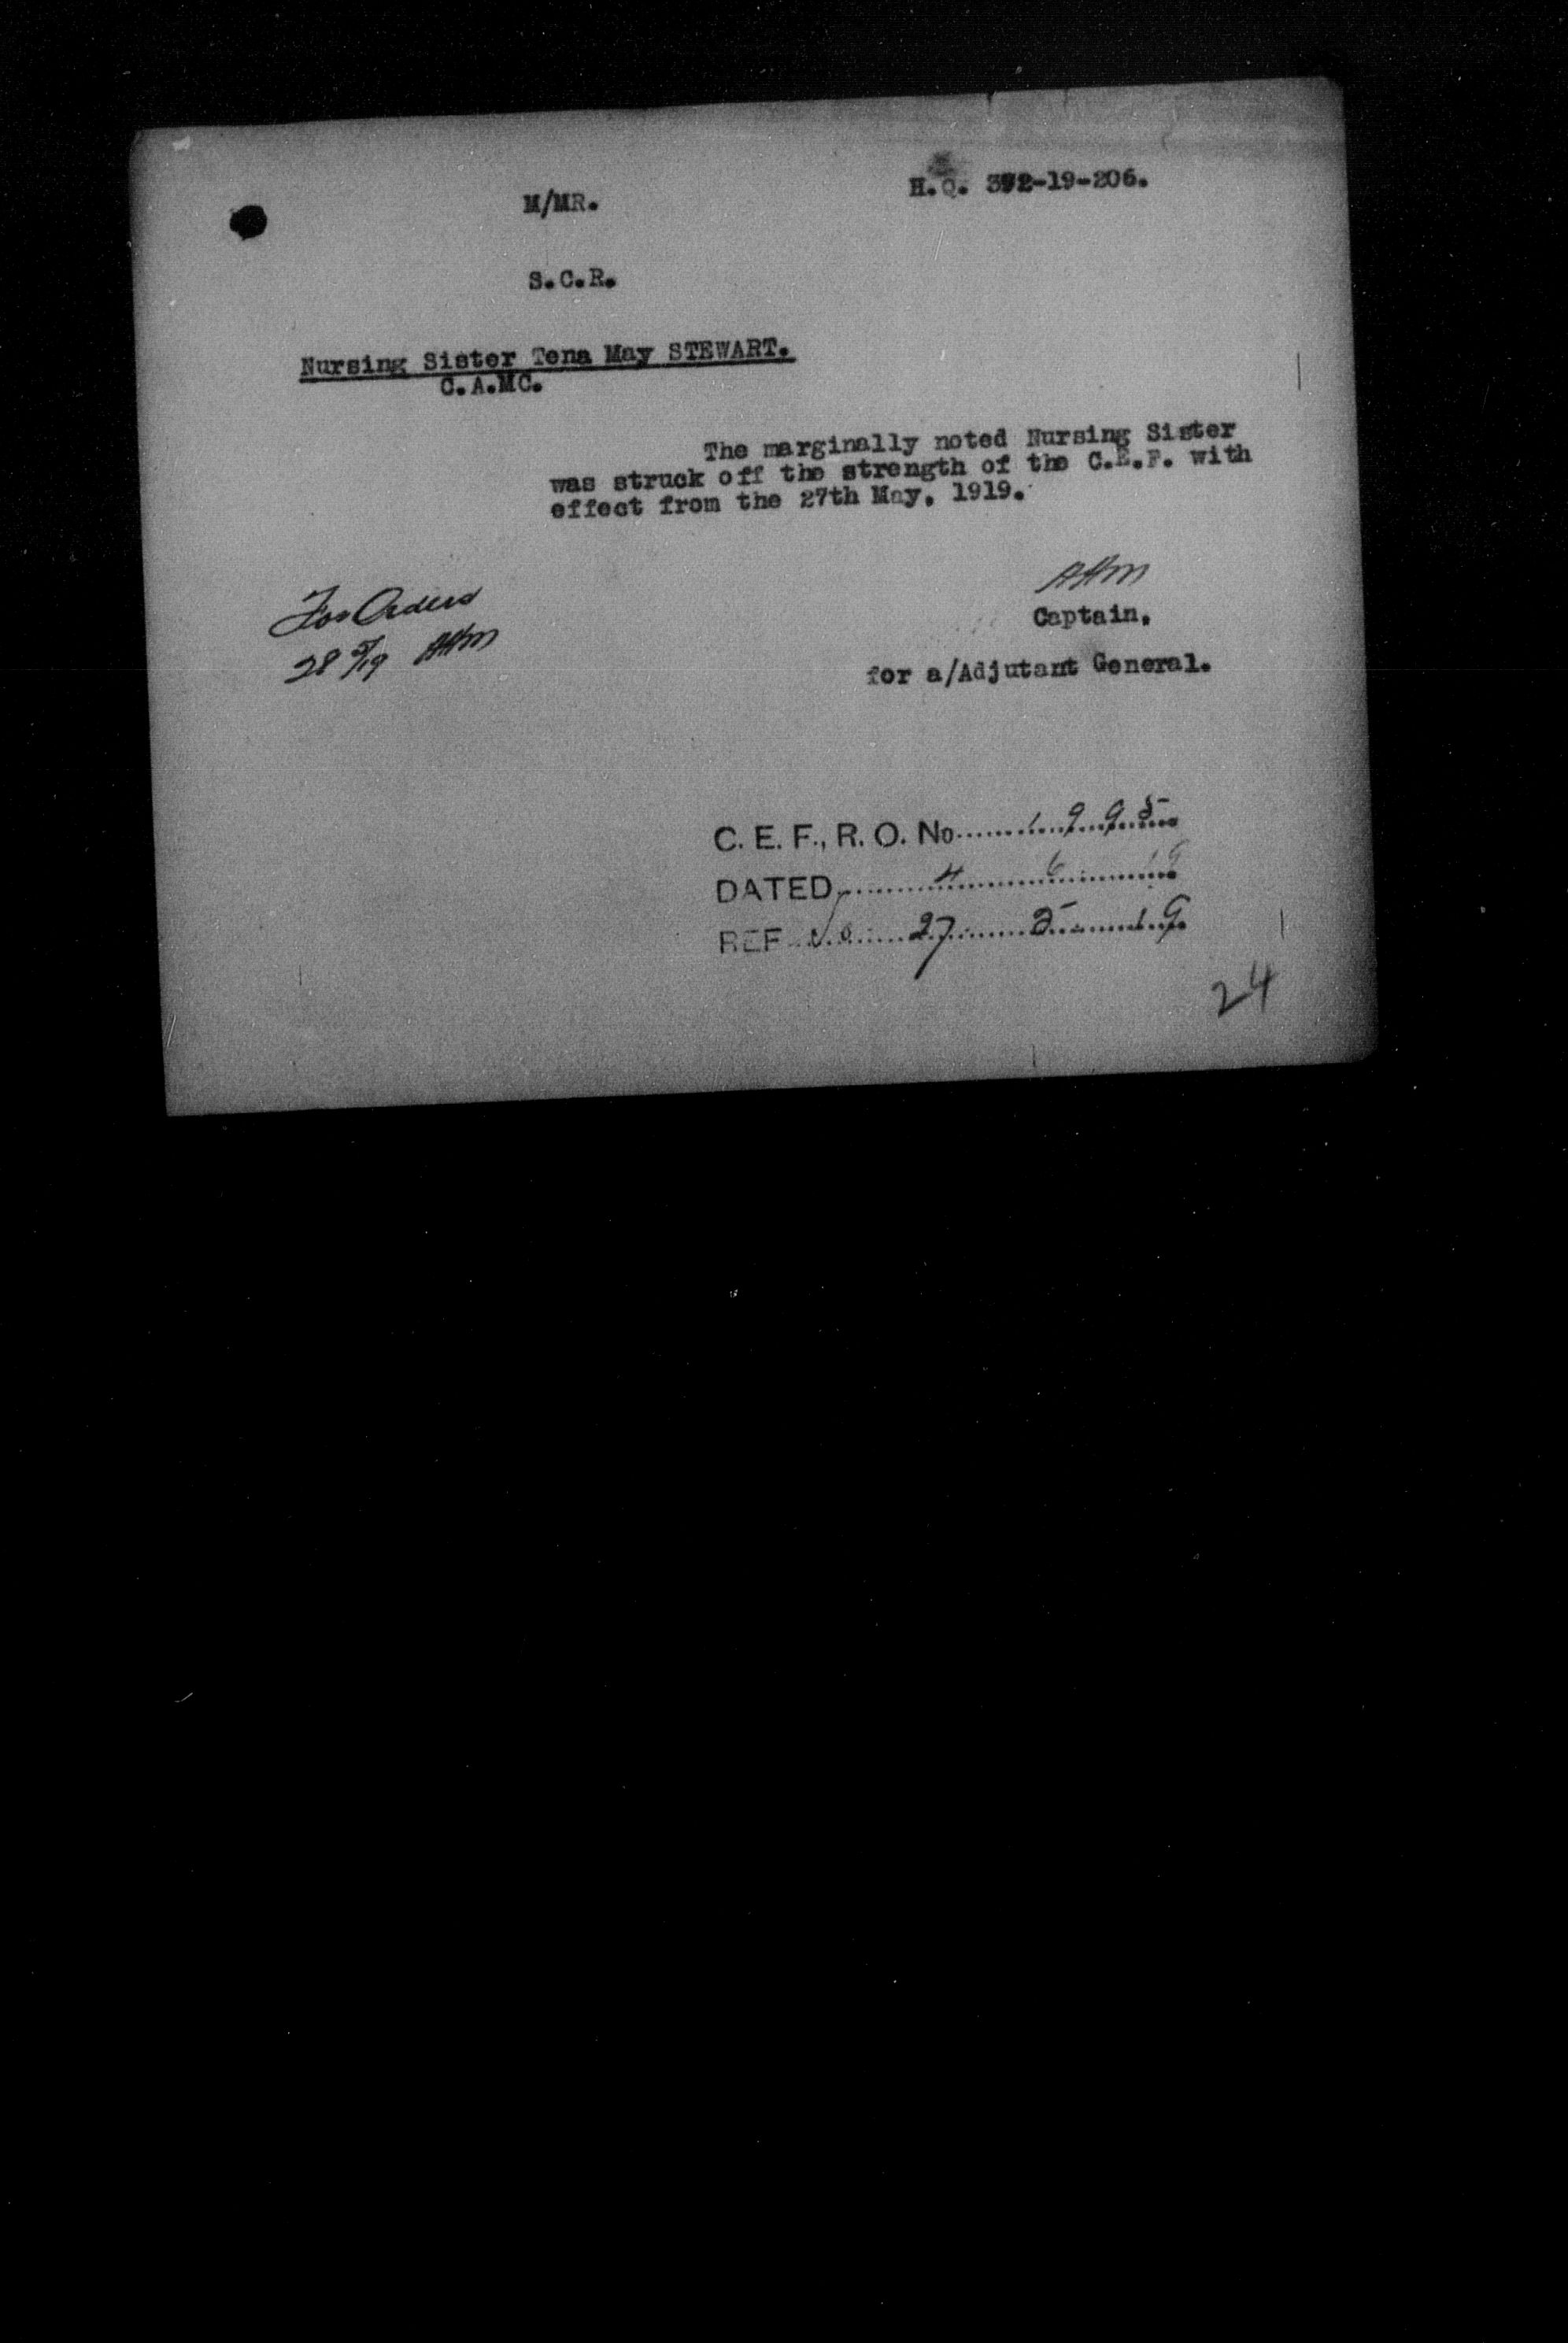 M/MR.
H.Q. 392-19-206.
S.C.R.
Nursing Sister Tena May STEWART.
C.A.MC.
The marginally noted Nursing Sister
was struck off the strength of the C.E.F. with
effect from the 27th May, 1919.
For Orders
28 5/19
Captain.
for a/Adjutant General.
C. E. F., R. O. No 1995
DATED 4 6 19
REF 27 5 19
24